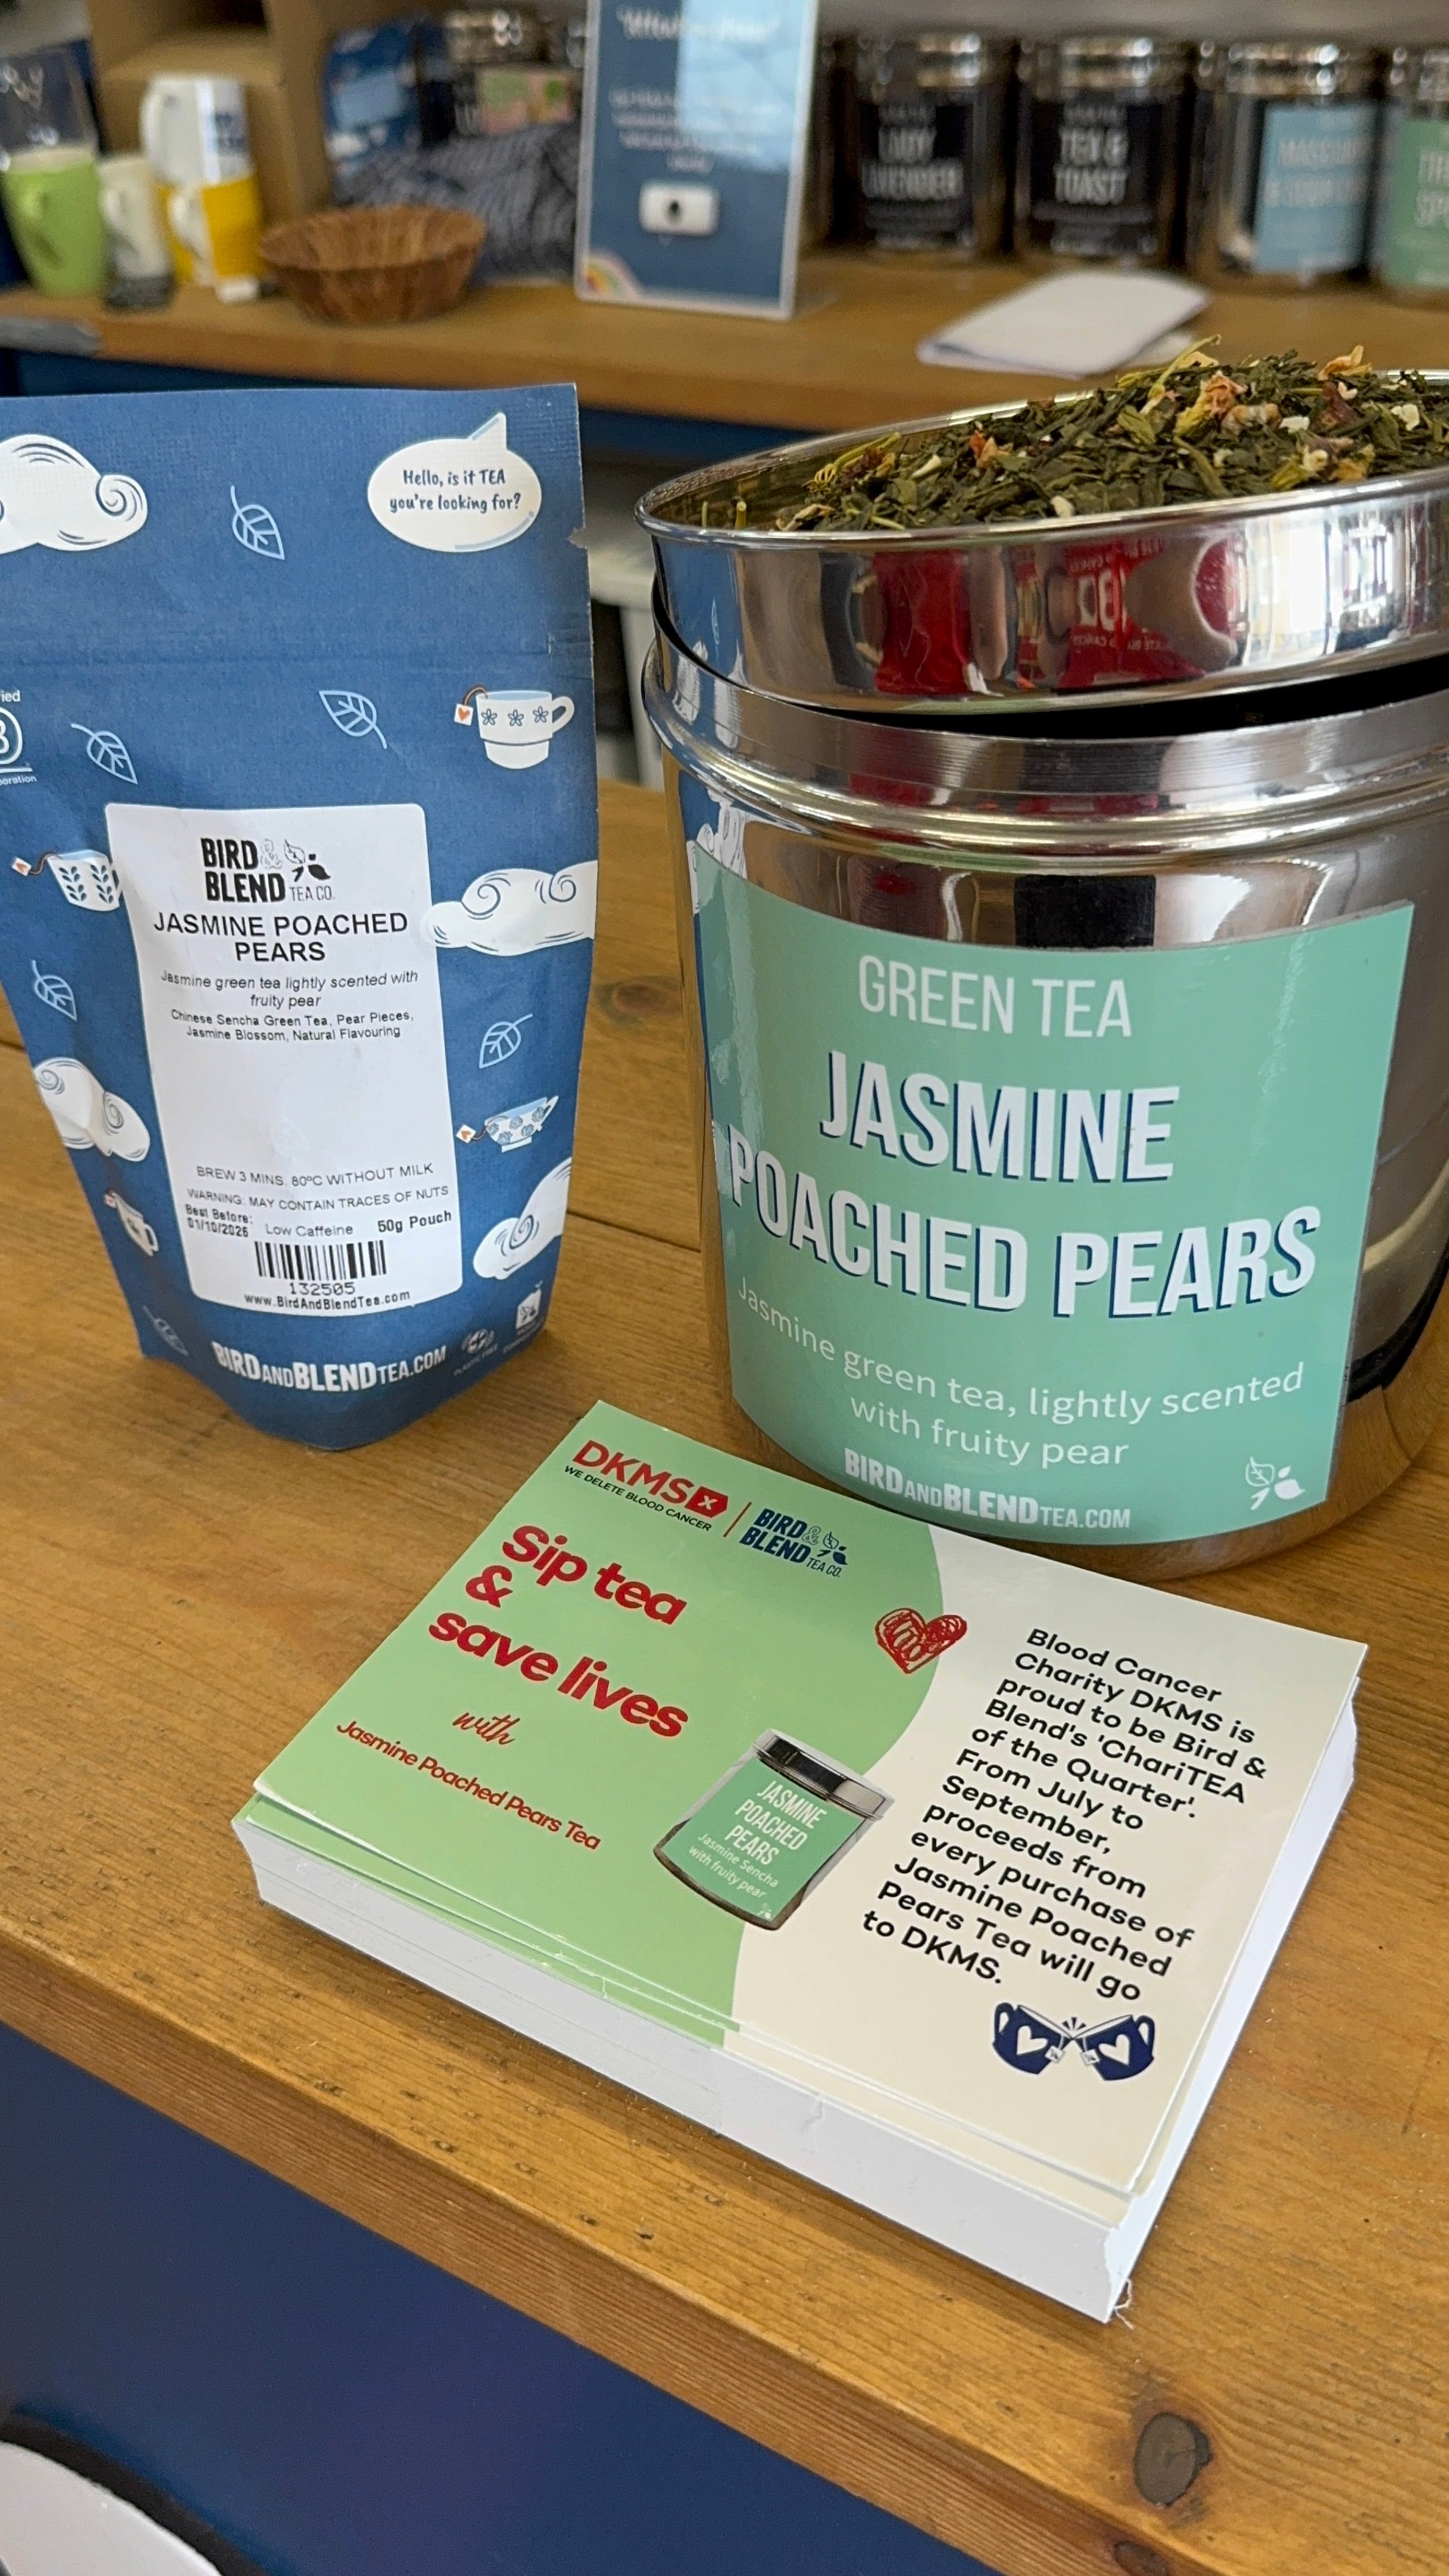 LADY
LAVENDER
TEA &
TOAST
Hello, is it TEA
you're looking for?
BIRD &
BLEND TEA CO.
JASMINE POACHED
PEARS
Jasmine green tea lightly scented with
fruity pear
Chinese Sencha Green Tea, Pear Pieces,
Jasmine Blossom, Natural Flavouring
BREW 3 MINS. 80ºC WITHOUT MILK
WARNING: MAY CONTAIN TRACES OF NUTS
Best Before:
01/10/2026
Low Caffeine
50g Pouch
132505
www.BirdAndBlendTea.com
BIRDANDBLENDTEA.COM
GREEN TEA
JASMINE
POACHED PEARS
Jasmine green tea, lightly scented
with fruity pear
BIRDANDBLENDTEA.COM
DKMS
WE DELETE BLOOD CANCER
BIRD &
BLEND TEA CO.
Sip tea
&
save lives
with
Jasmine Poached Pears Tea
JASMINE
POACHED
PEARS
Jasmine Sencha
with fruity pear
Blood Cancer
Charity DKMS is
proud to be Bird &
Blend's 'ChariTEA
of the Quarter'.
From July to
September,
proceeds from
every purchase of
Jasmine Poached
Pears Tea will go
to DKMS.